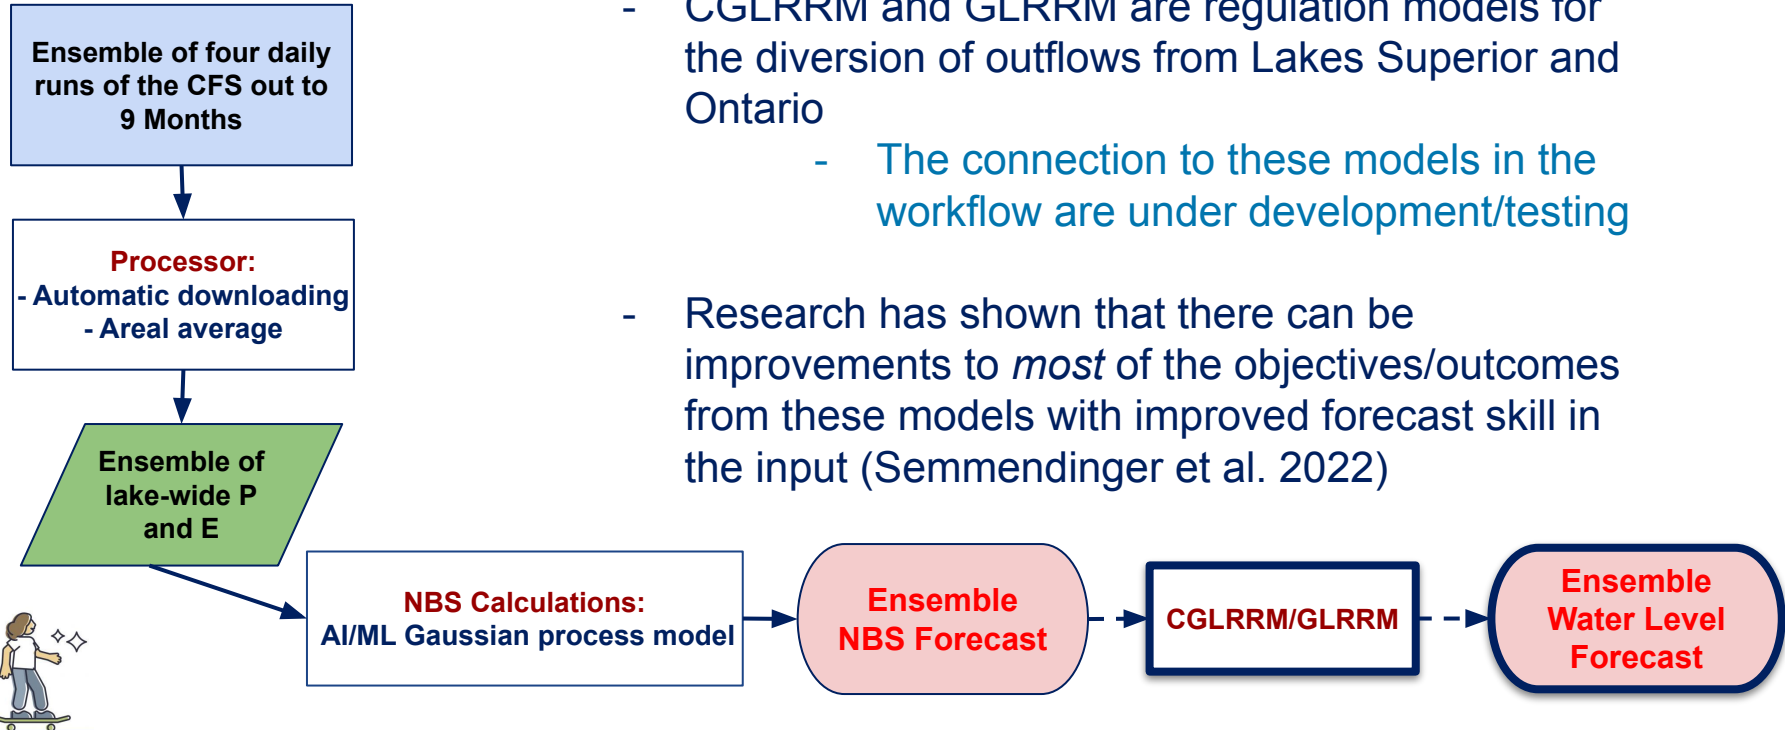 Ensemble of four daily
runs of the CFS out to
9 Months
Processor:
- Automatic downloading
- Areal average
Ensemble of
lake-wide P
and E
- CGLRRM and GLRRM are regulation models for
the diversion of outflows from Lakes Superior and
Ontario
- The connection to these models in the
workflow are under development/testing
- Research has shown that there can be
improvements to most of the objectives/outcomes
from these models with improved forecast skill in
the input (Semmendinger et al. 2022)
NBS Calculations:
AI/ML Gaussian process model
Ensemble
NBS Forecast
CGLRRM/GLRRM
Ensemble
Water Level
Forecast